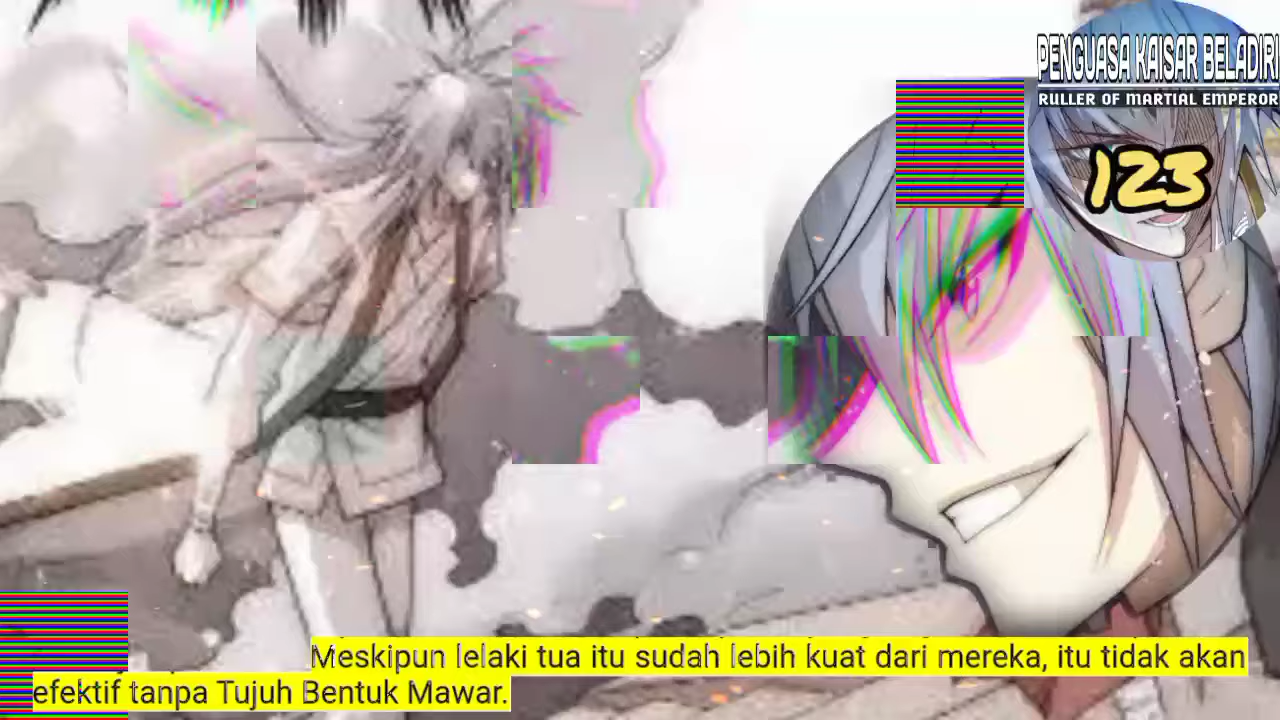 PENGUASA KAISAR BELADIRI
RULLER OF MARTIAL EMPEROR
123
Meskipun lelaki tua itu sudah lebih kuat dari mereka, itu tidak akan
efektif tanpa Tujuh Bentuk Mawar.